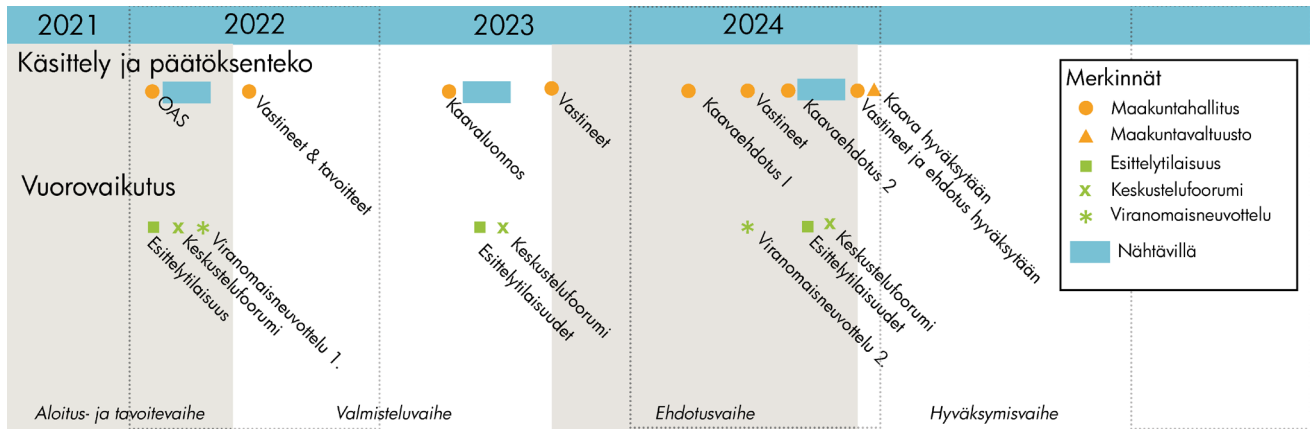 2021
2022
2023
2024
Käsittely ja päätöksenteko
OAS
Vastineet & tavoitteet
Kaavaluonnos
Vastineet
Kaavaehdotus 1
Vastineet
Kaavaehdotus 2
Vastineet ja ehdotus hyväksytään
Kaava hyväksytään
Vuorovaikutus
Esittelytilaisuus
Keskustelufoorumi
Viranomaisneuvottelu 1.
Esittelytilaisuudet
Keskustelufoorumi
Viranomaisneuvottelu 2.
Esittelytilaisuudet
Keskustelufoorumi
Aloitus- ja tavoitevaihe
Valmisteluvaihe
Ehdotusvaihe
Hyväksymisvaihe
Merkinnät
Maakuntahallitus
Maakuntavaltuusto
Esittelytilaisuus
Keskustelufoorumi
Viranomaisneuvottelu
Nähtävillä